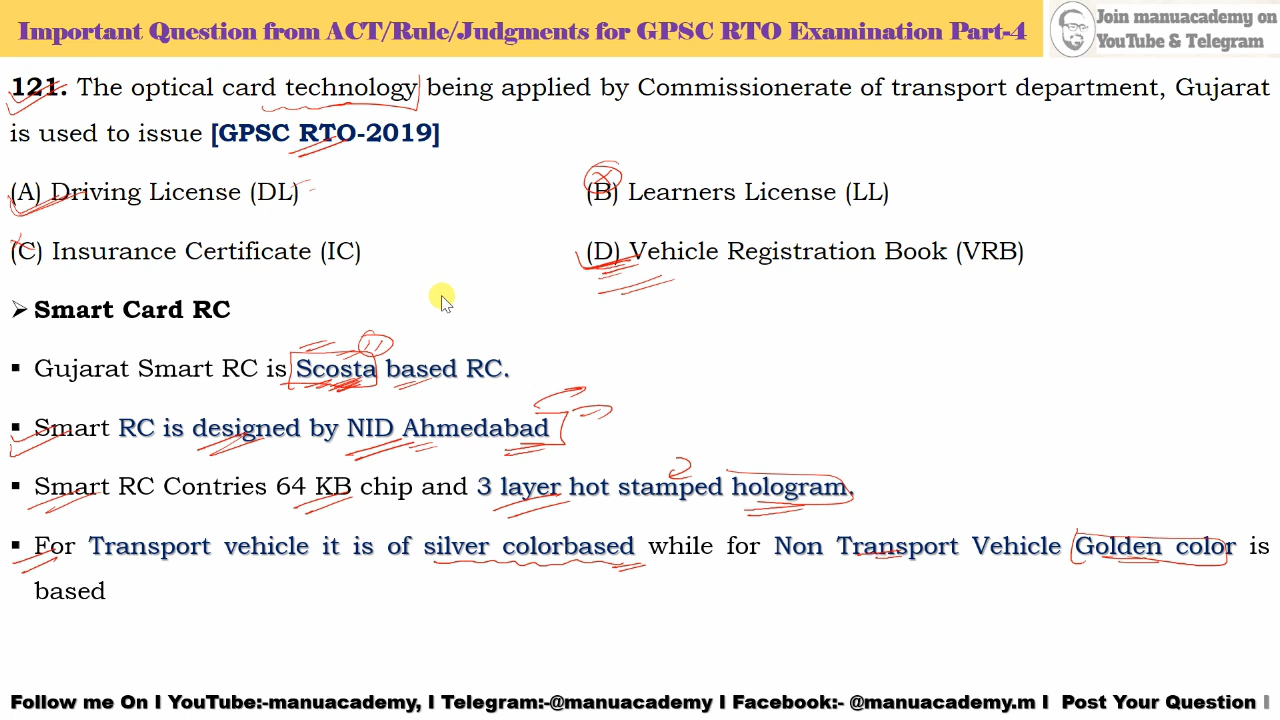 Important Question from ACT/Rule/Judgments for GPSC RTO Examination Part-4
Join manuacademy on
YouTube & Telegram
121. The optical card technology being applied by Commissionerate of transport department, Gujarat
is used to issue [GPSC RTO-2019]
(A) Driving License (DL)
(B) Learners License (LL)
(C) Insurance Certificate (IC)
(D) Vehicle Registration Book (VRB)
➢ Smart Card RC
▪ Gujarat Smart RC is Scosta based RC.
▪ Smart RC is designed by NID Ahmedabad
▪ Smart RC Contries 64 KB chip and 3 layer hot stamped hologram.
▪ For Transport vehicle it is of silver colorbased while for Non Transport Vehicle Golden color is
based
Follow me On I YouTube:-manuacademy, I Telegram:-@manuacademy I Facebook:- @manuacademy.m I Post Your Question I